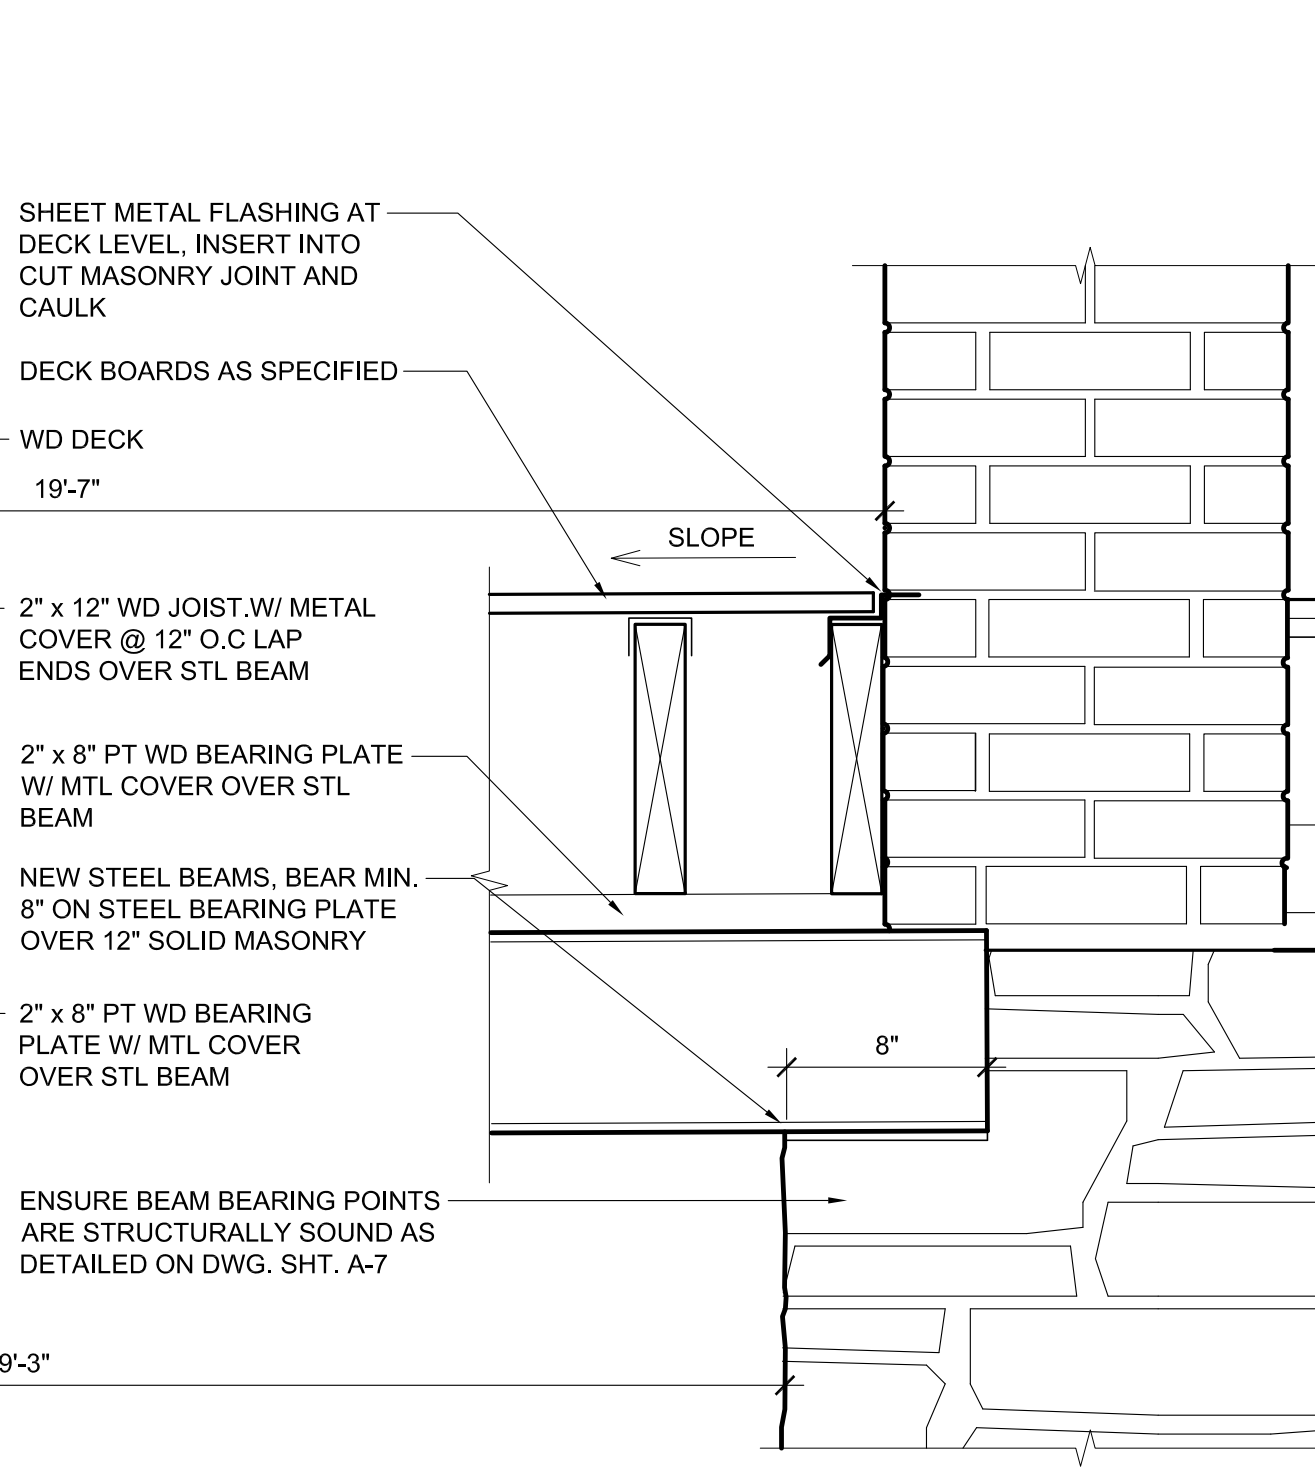 SHEET METAL FLASHING AT
DECK LEVEL, INSERT INTO
CUT MASONRY JOINT AND
CAULK
DECK BOARDS AS SPECIFIED
WD DECK
19'-7"
SLOPE
2" x 12" WD JOIST.W/ METAL
COVER @ 12" O.C LAP
ENDS OVER STL BEAM
2" x 8" PT WD BEARING PLATE
W/ MTL COVER OVER STL
BEAM
NEW STEEL BEAMS, BEAR MIN.
8" ON STEEL BEARING PLATE
OVER 12" SOLID MASONRY
2" x 8" PT WD BEARING
PLATE W/ MTL COVER
OVER STL BEAM
8"
ENSURE BEAM BEARING POINTS
ARE STRUCTURALLY SOUND AS
DETAILED ON DWG. SHT. A-7
9'-3"